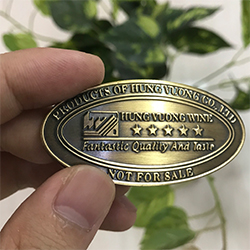 PRODUCTS OF HUNG VUONG CO.,LTD
HUNG VUONG WINE
Fantastic Quality And Taste
NOT FOR SALE